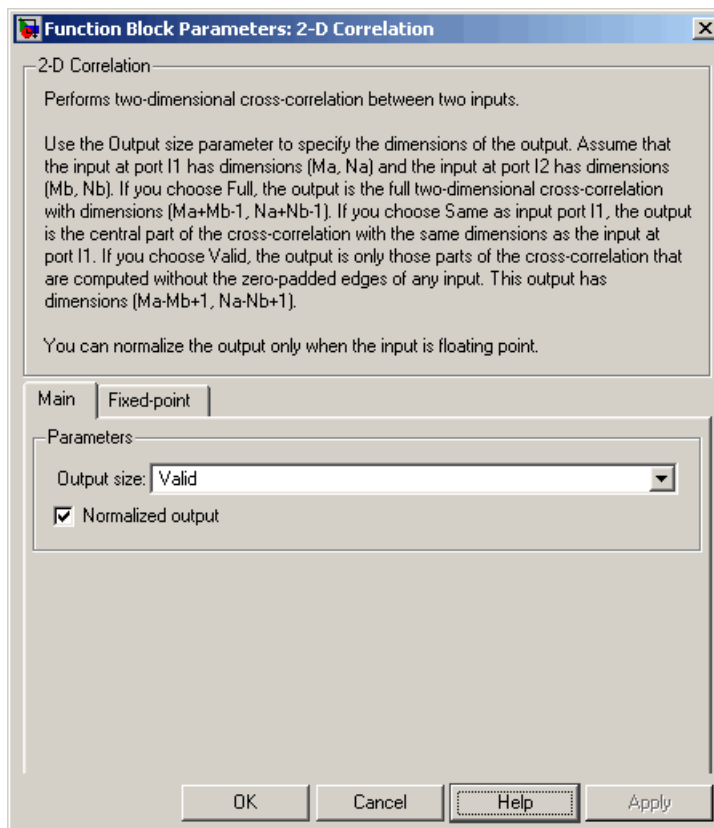 Function Block Parameters: 2-D Correlation
2-D Correlation
Performs two-dimensional cross-correlation between two inputs.
Use the Output size parameter to specify the dimensions of the output. Assume that
the input at port I1 has dimensions (Ma, Na) and the input at port I2 has dimensions
(Mb, Nb). If you choose Full, the output is the full two-dimensional cross-correlation
with dimensions (Ma+Mb-1, Na+Nb-1). If you choose Same as input port I1, the output
is the central part of the cross-correlation with the same dimensions as the input at
port I1. If you choose Valid, the output is only those parts of the cross-correlation that
are computed without the zero-padded edges of any input. This output has
dimensions (Ma-Mb+1, Na-Nb+1).
You can normalize the output only when the input is floating point.
Main Fixed-point
Parameters
Output size: Valid
Normalized output
OK Cancel Help Apply